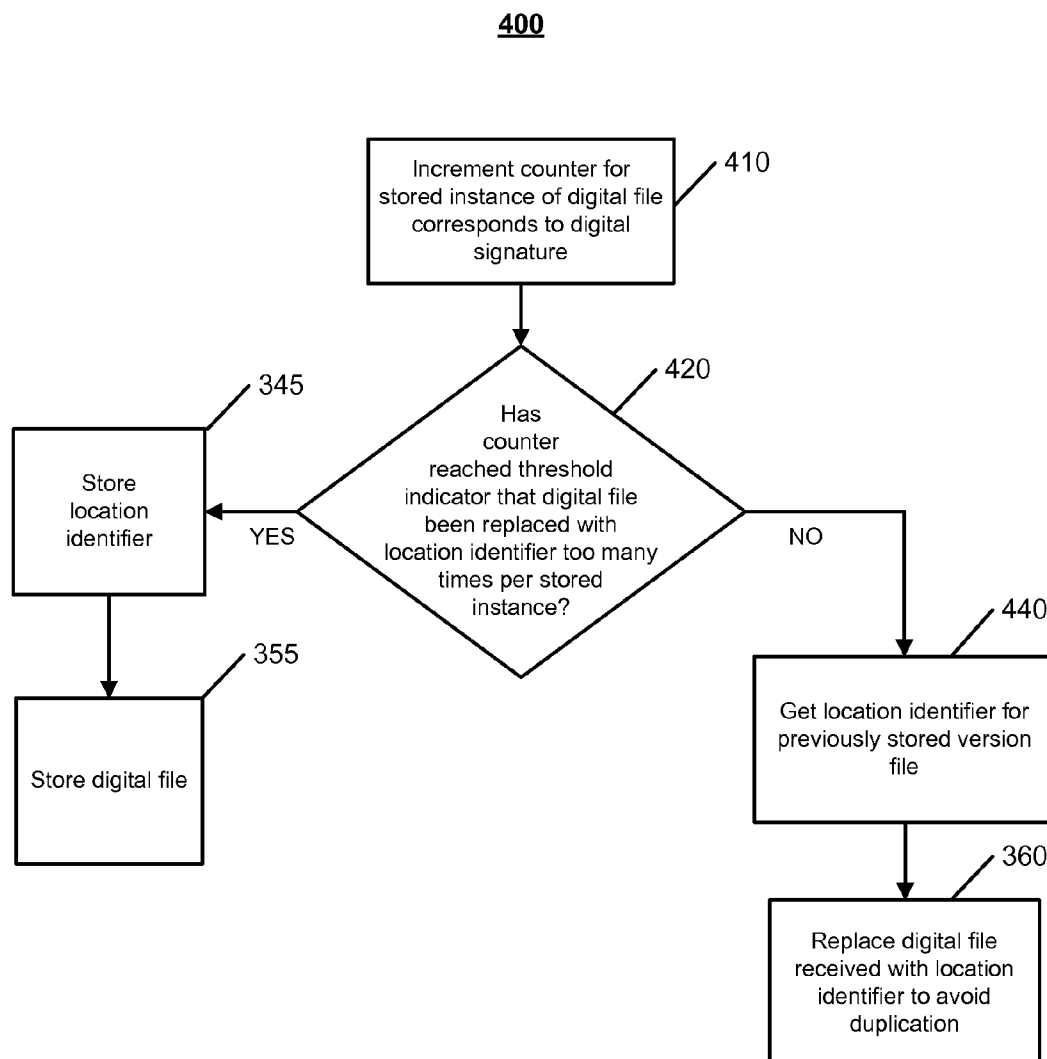 400
Increment counter for
stored instance of digital file
corresponds to digital
signature
410
Has
counter
reached threshold
indicator that digital file
been replaced with
location identifier too many
times per stored
instance?
420
YES
NO
Store
location
identifier
345
Store digital file
355
Get location identifier for
previously stored version
file
440
Replace digital file
received with location
identifier to avoid
duplication
360